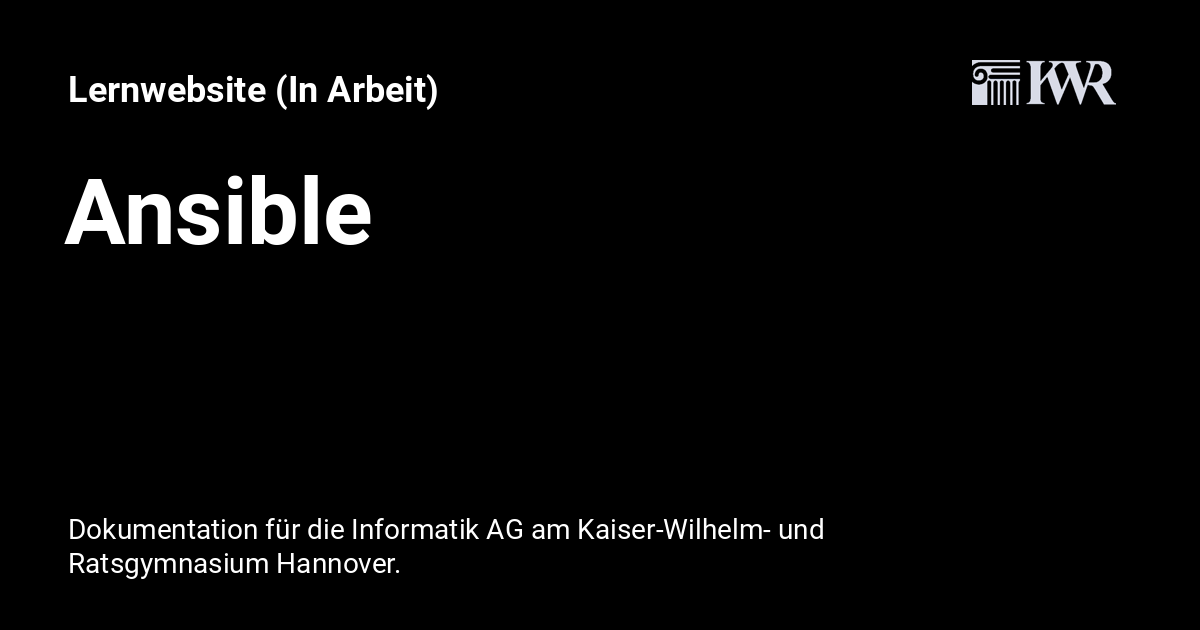 Lernwebsite (In Arbeit)
KWR
Ansible
Dokumentation für die Informatik AG am Kaiser-Wilhelm- und
Ratsgymnasium Hannover.